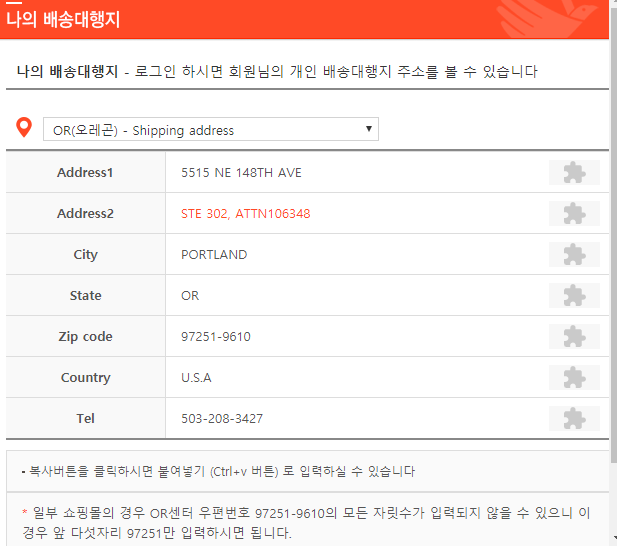 나의 배송대행지
나의 배송대행지 - 로그인 하시면 회원님의 개인 배송대행지 주소를 볼 수 있습니다
OR(오레곤) - Shipping address
Address1 5515 NE 148TH AVE
Address2 STE 302, ATTN106348
City PORTLAND
State OR
Zip code 97251-9610
Country U.S.A
Tel 503-208-3427
- 복사버튼을 클릭하시면 붙여넣기 (Ctrl+v 버튼) 로 입력하실 수 있습니다
* 일부 쇼핑몰의 경우 OR센터 우편번호 97251-9610의 모든 자릿수가 입력되지 않을 수 있으니 이
경우 앞 다섯자리 97251만 입력하시면 됩니다.